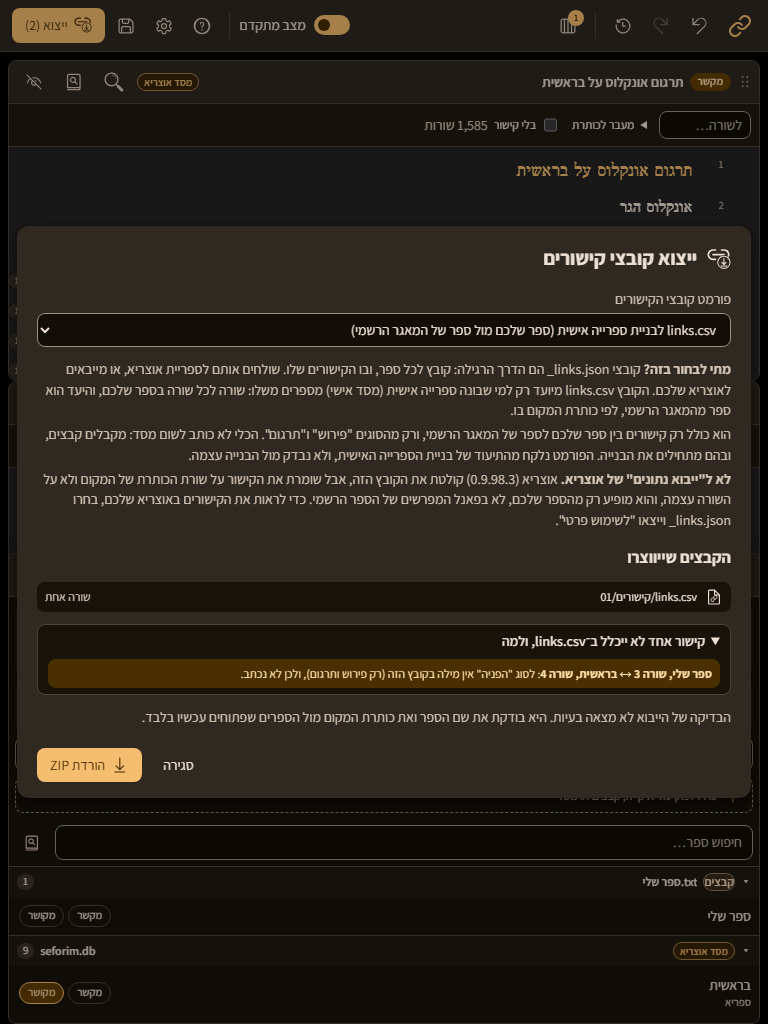 1
מצב מתקדם
ייצוא (2)
מקשר
תרגום אונקלוס על בראשית
מסד אוצריא
לשורה...
מעבר לכותרת
בלי קישור
1,585 שורות
1
תרגום אונקלוס על בראשית
2
אונקלוס הגר
ייצוא קובצי קישורים
פורמט קובצי הקישורים
links.csv לבניית ספרייה אישית (ספר שלכם מול ספר של המאגר הרשמי)
מתי לבחור בזה? קובצי links.json_ הם הדרך הרגילה: קובץ לכל ספר, ובו הקישורים שלו. שולחים אותם לספריית אוצריא, או מייבאים
לאוצריא שלכם. הקובץ links.csv מיועד רק למי שבונה ספרייה אישית (מסד אישי) מספרים משלו: שורה לכל שורה בספר שלכם, והיעד הוא
ספר מהמאגר הרשמי, לפי כותרת המקום בו.
הוא כולל רק קישורים בין ספר שלכם לספר של המאגר הרשמי, ורק מהסוגים "פירוש" ו"תרגום". הכלי לא כותב לשום מסד: מקבלים קבצים,
ובהם מתחילים את הבנייה. הפורמט נלקח מהתיעוד של בניית הספרייה האישית, ולא נבדק מול הבנייה עצמה.
לא ל"ייבוא נתונים" של אוצריא. אוצריא (0.9.98.3) קולטת את הקובץ הזה, אבל שומרת את הקישור על שורת הכותרת של המקום ולא על
השורה עצמה, והוא מופיע רק מהספר שלכם, לא בפאנל המפרשים של הספר הרשמי. כדי לראות את הקישורים באוצריא שלכם, בחרו
links.json_ וייצאו "לשימוש פרטי".
הקבצים שייווצרו
01/קישורים/links.csv
שורה אחת
קישור אחד לא ייכלל ב־links.csv, ולמה
ספר שלי, שורה 3 ↔ בראשית, שורה 4: לסוג "הפניה" אין מילה בקובץ הזה (רק פירוש ותרגום), ולכן לא נכתב.
הבדיקה של הייבוא לא מצאה בעיות. היא בודקת את שם הספר ואת כותרת המקום מול הספרים שפתוחים עכשיו בלבד.
סגירה
הורדת ZIP
חיפוש ספר...
קבצים
ספר שלי.txt
1
ספר שלי
מקשר
מקושר
מסד אוצריא
seforim.db
9
בראשית
ספריא
מקשר
מקושר